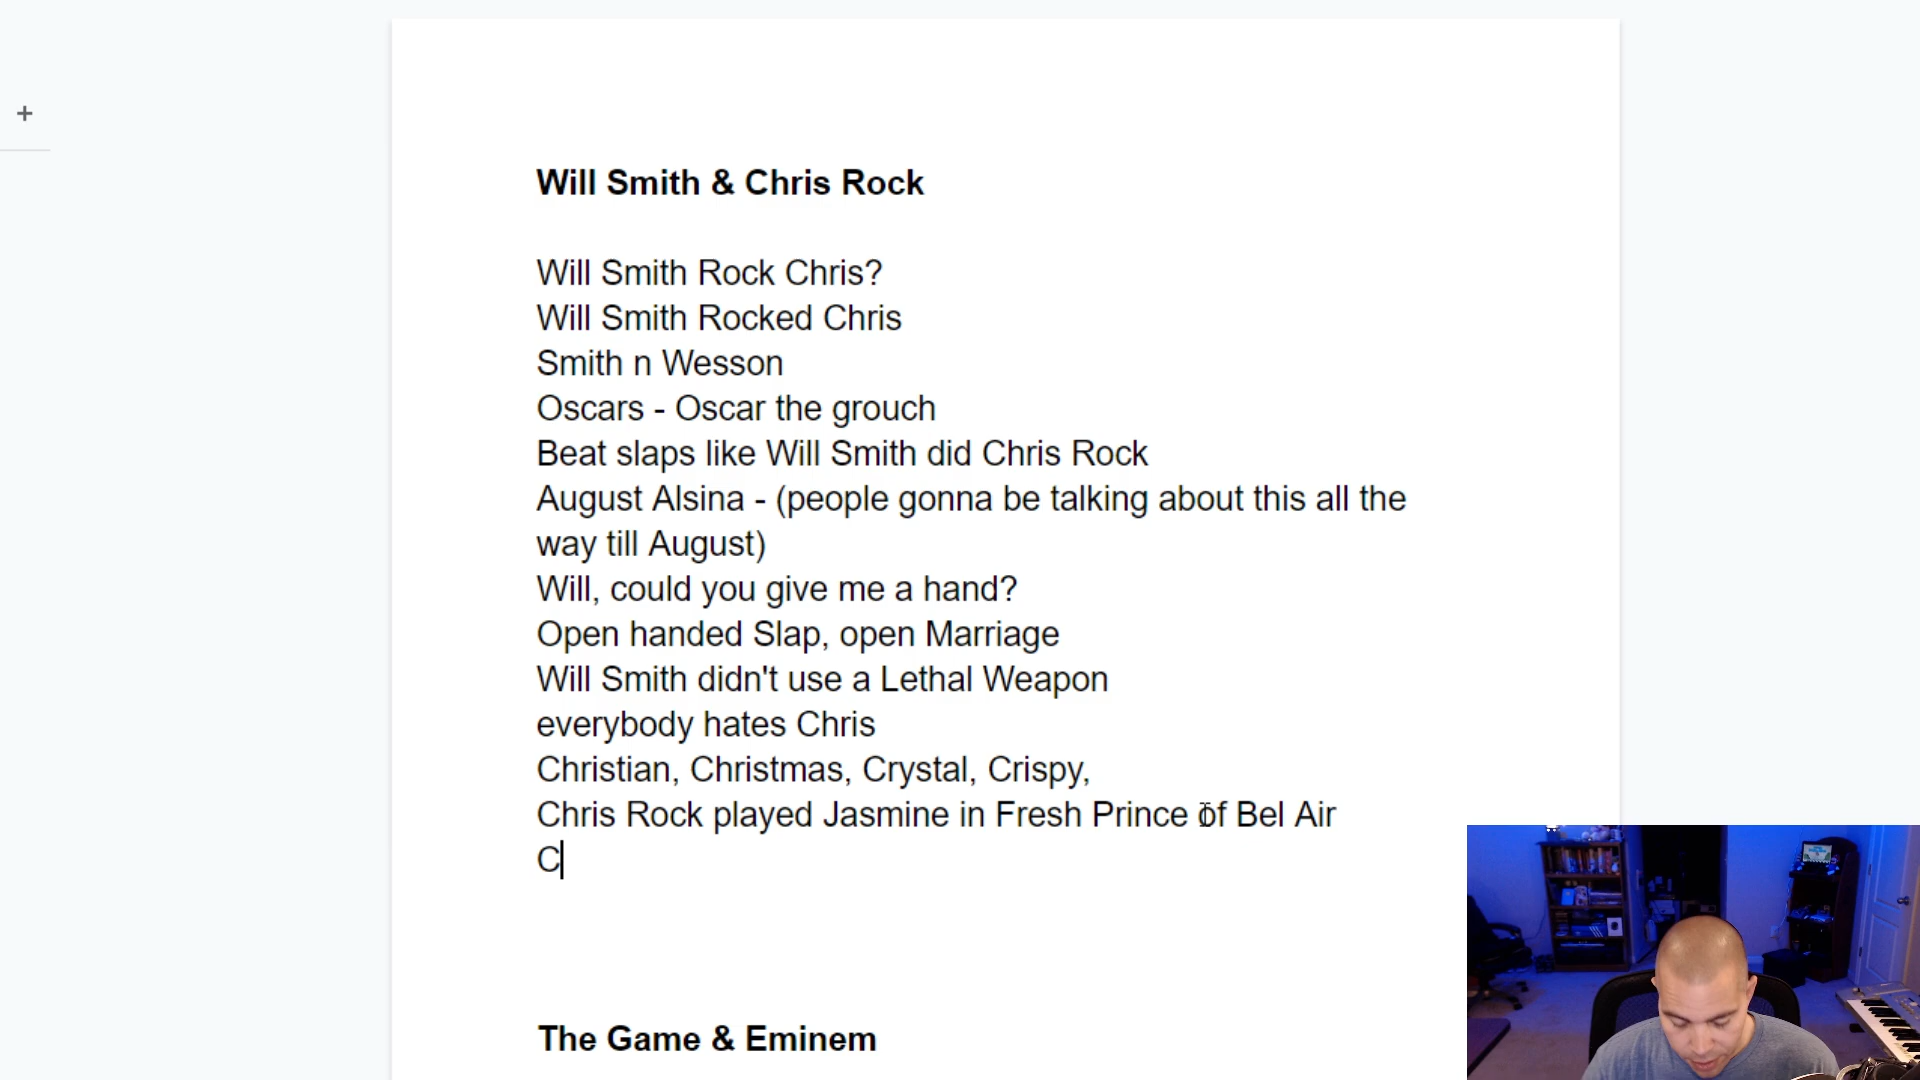 Will Smith & Chris Rock
Will Smith Rock Chris?
Will Smith Rocked Chris
Smith n Wesson
Oscars - Oscar the grouch
Beat slaps like Will Smith did Chris Rock
August Alsina - (people gonna be talking about this all the
way till August)
Will, could you give me a hand?
Open handed Slap, open Marriage
Will Smith didn't use a Lethal Weapon
everybody hates Chris
Christian, Christmas, Crystal, Crispy,
Chris Rock played Jasmine in Fresh Prince of Bel Air
C
The Game & Eminem